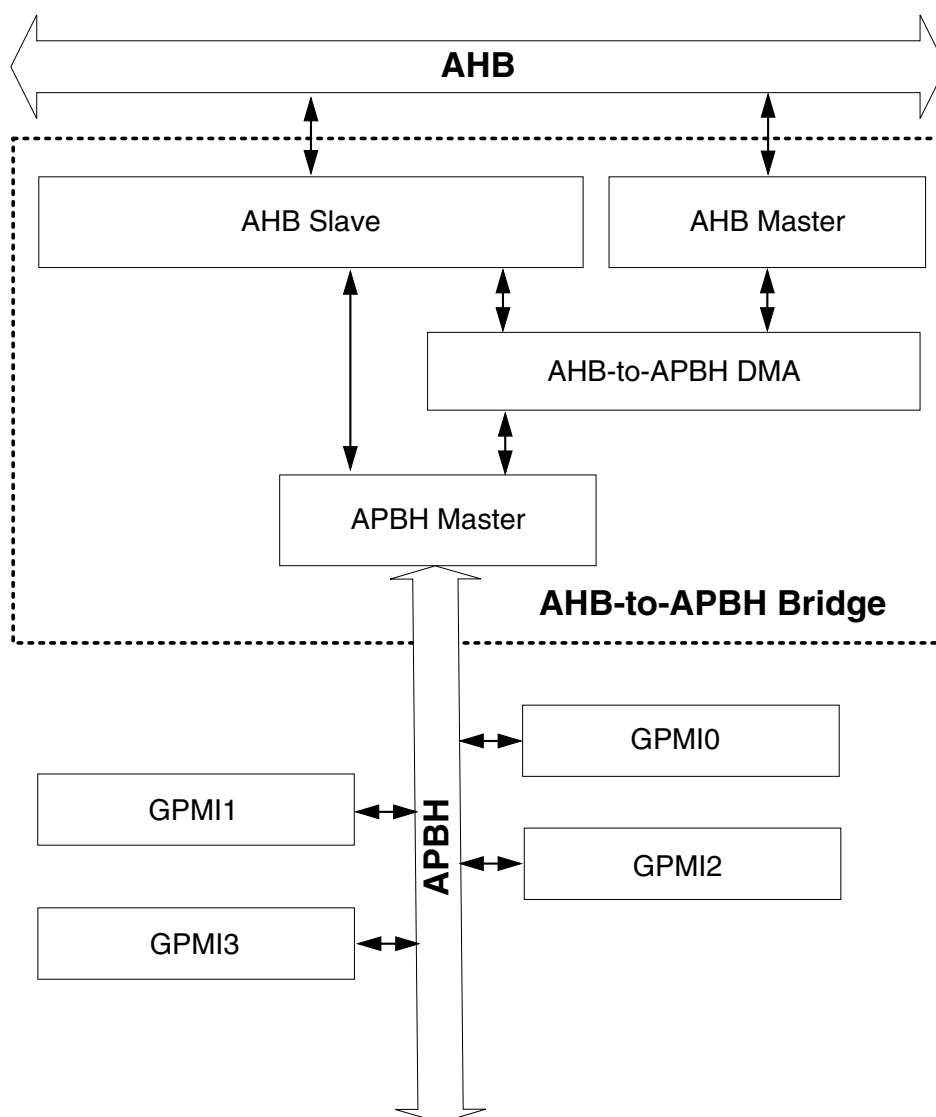 AHB
AHB Slave
AHB Master
AHB-to-APBH DMA
APBH Master
AHB-to-APBH Bridge
GPMI0
GPMI1
APBH
GPMI2
GPMI3